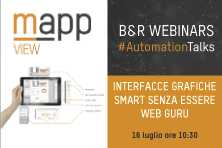 mapp
VIEW
B&R WEBINARS
#AutomationTalks
INTERFACCE GRAFICHE
SMART SENZA ESSERE
WEB GURU
16 luglio ore 10:30